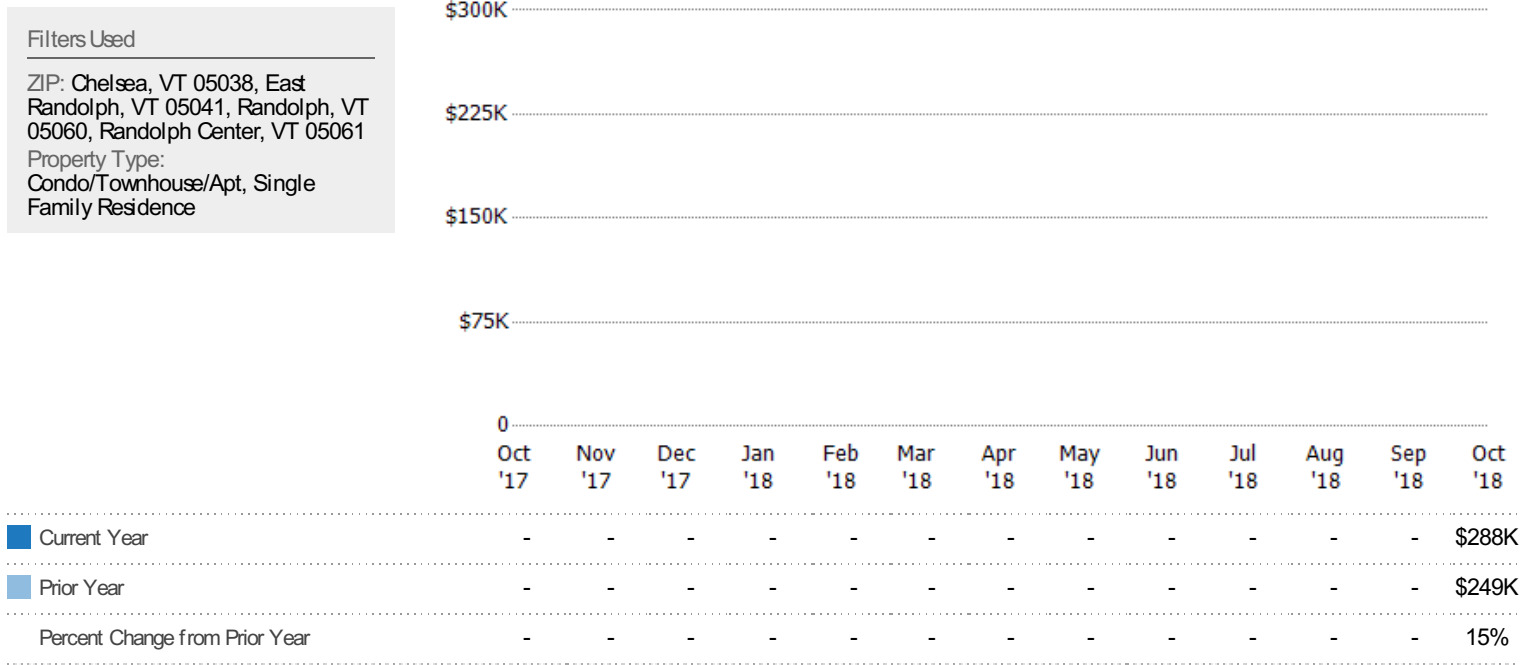 Filters Used
ZIP: Chelsea, VT 05038, East
Randolph, VT 05041, Randolph, VT
05060, Randolph Center, VT 05061
Property Type:
Condo/Townhouse/Apt, Single
Family Residence
$300K
$225K
$150K
$75K
0
Oct Nov Dec Jan Feb Mar Apr May Jun Jul Aug Sep Oct
'17 '17 '17 '18 '18 '18 '18 '18 '18 '18 '18 '18 '18
Current Year - - - - - - - - - - - - $288K
Prior Year - - - - - - - - - - - - $249K
Percent Change from Prior Year - - - - - - - - - - - - 15%